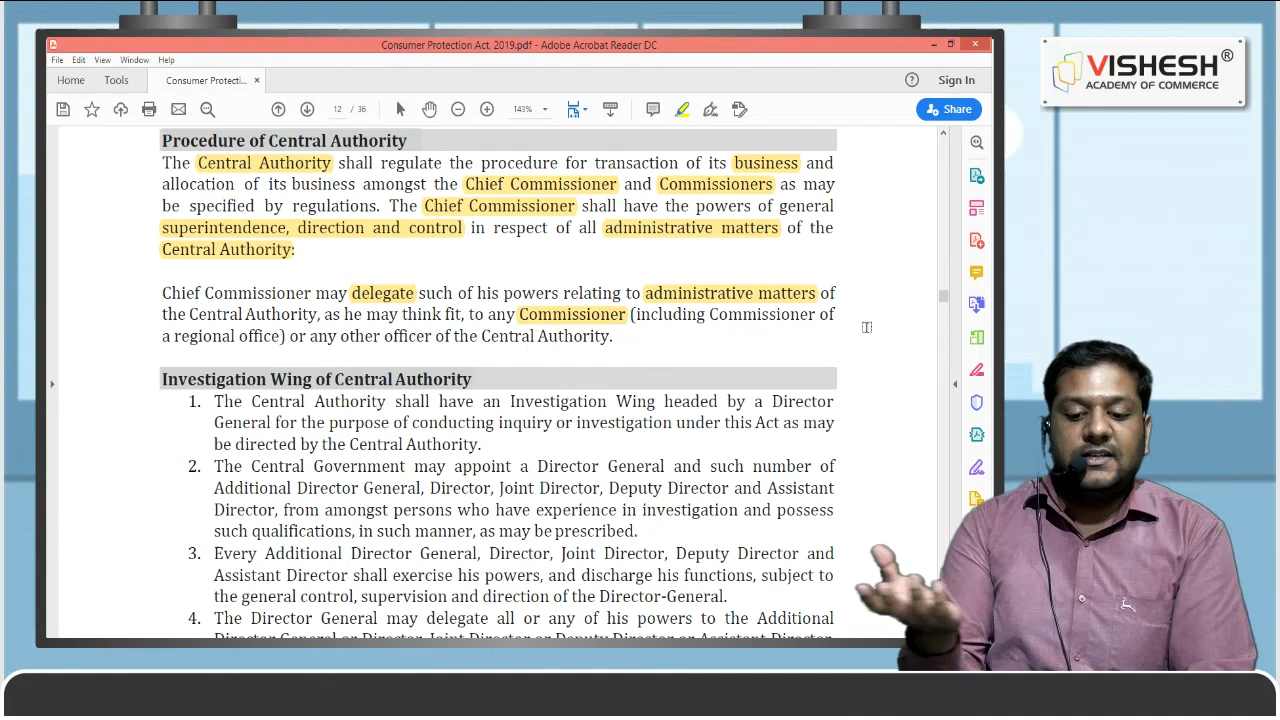 Consumer Protection Act, 2019.pdf - Adobe Acrobat Reader DC
File Edit View Window Help
Home Tools Consumer Protecti... × Sign In
12 / 36 143% Share
VISHESH®
ACADEMY OF COMMERCE
Procedure of Central Authority
The Central Authority shall regulate the procedure for transaction of its business and
allocation of its business amongst the Chief Commissioner and Commissioners as may
be specified by regulations. The Chief Commissioner shall have the powers of general
superintendence, direction and control in respect of all administrative matters of the
Central Authority:
Chief Commissioner may delegate such of his powers relating to administrative matters of
the Central Authority, as he may think fit, to any Commissioner (including Commissioner of
a regional office) or any other officer of the Central Authority.
Investigation Wing of Central Authority
1. The Central Authority shall have an Investigation Wing headed by a Director
General for the purpose of conducting inquiry or investigation under this Act as may
be directed by the Central Authority.
2. The Central Government may appoint a Director General and such number of
Additional Director General, Director, Joint Director, Deputy Director and Assistant
Director, from amongst persons who have experience in investigation and possess
such qualifications, in such manner, as may be prescribed.
3. Every Additional Director General, Director, Joint Director, Deputy Director and
Assistant Director shall exercise his powers, and discharge his functions, subject to
the general control, supervision and direction of the Director-General.
4. The Director General may delegate all or any of his powers to the Additional
Director General or Director, Joint Director or Deputy Director or Assistant Director